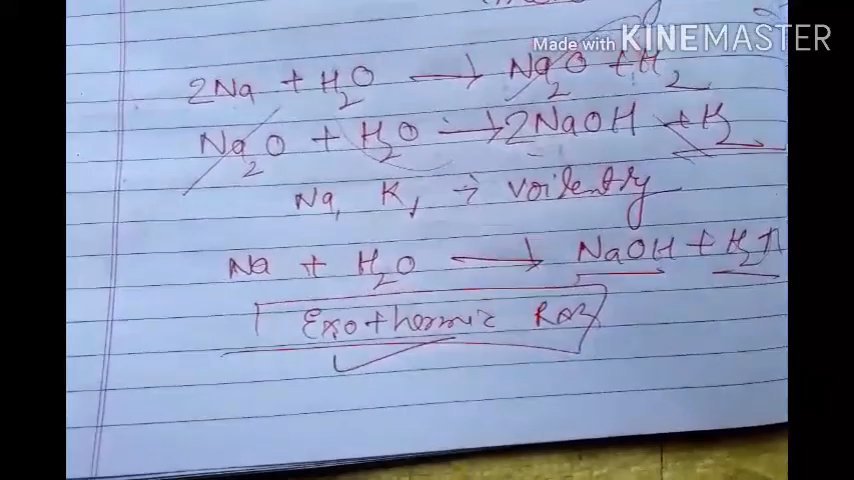 Made with KINEMASTER
2Na + H2O → Na2O + H2
Na2O + H2O → 2NaOH + H2
Na, K, → voilently
Na + H2O → NaOH + H2↑
Exothermic Rxn